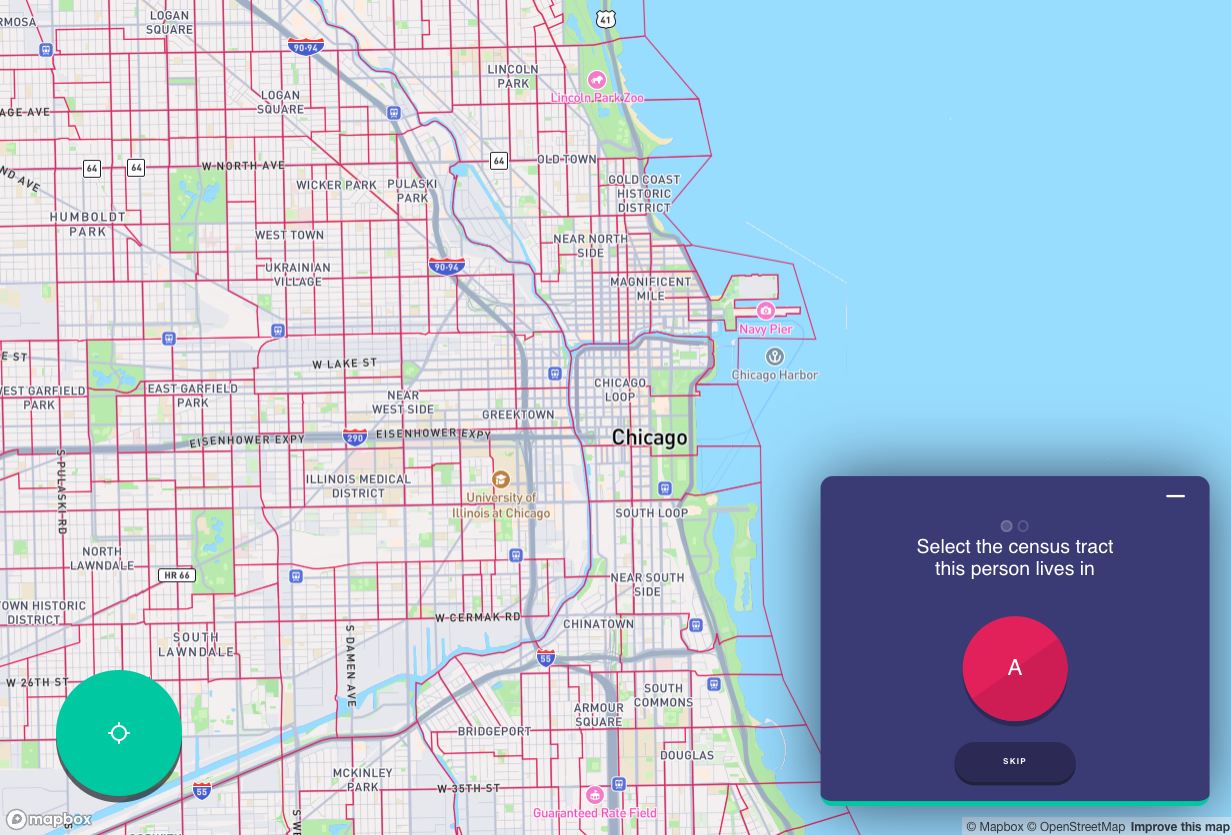 RMOSA
LOGAN
SQUARE
41
90-94
LINCOLN
PARK
Lincoln Park Zoo
LOGAN
SQUARE
AGE AVE
64
64
W NORTH AVE
64
OLD TOWN
ND AVE
WICKER PARK
PULASKI
PARK
GOLD COAST
HISTORIC
DISTRICT
HUMBOLDT
PARK
WEST TOWN
NEAR NORTH
SIDE
UKRAINIAN
VILLAGE
90-94
MAGNIFICENT
MILE
Navy Pier
E ST
W LAKE ST
Chicago Harbor
WEST GARFIELD
PARK
EAST GARFIELD
PARK
CHICAGO
LOOP
NEAR
WEST SIDE
GREEKTOWN
EISENHOWER EXPY
290
EISENHOWER EXPY
Chicago
S PULASKI RD
ILLINOIS MEDICAL
DISTRICT
University of
Illinois at Chicago
SOUTH LOOP
NORTH
LAWNDALE
HR 66
NEAR SOUTH
SIDE
TOWN HISTORIC
DISTRICT
W CERMAK RD
CHINATOWN
SOUTH
LAWNDALE
S DAMEN AVE
55
W 26TH ST
SOUTH
COMMONS
ARMOUR
SQUARE
BRIDGEPORT
DOUGLAS
MCKINLEY
PARK
W 35TH ST
55
Guaranteed Rate Field
mapbox
Select the census tract
this person lives in
A
SKIP
© Mapbox © OpenStreetMap Improve this map